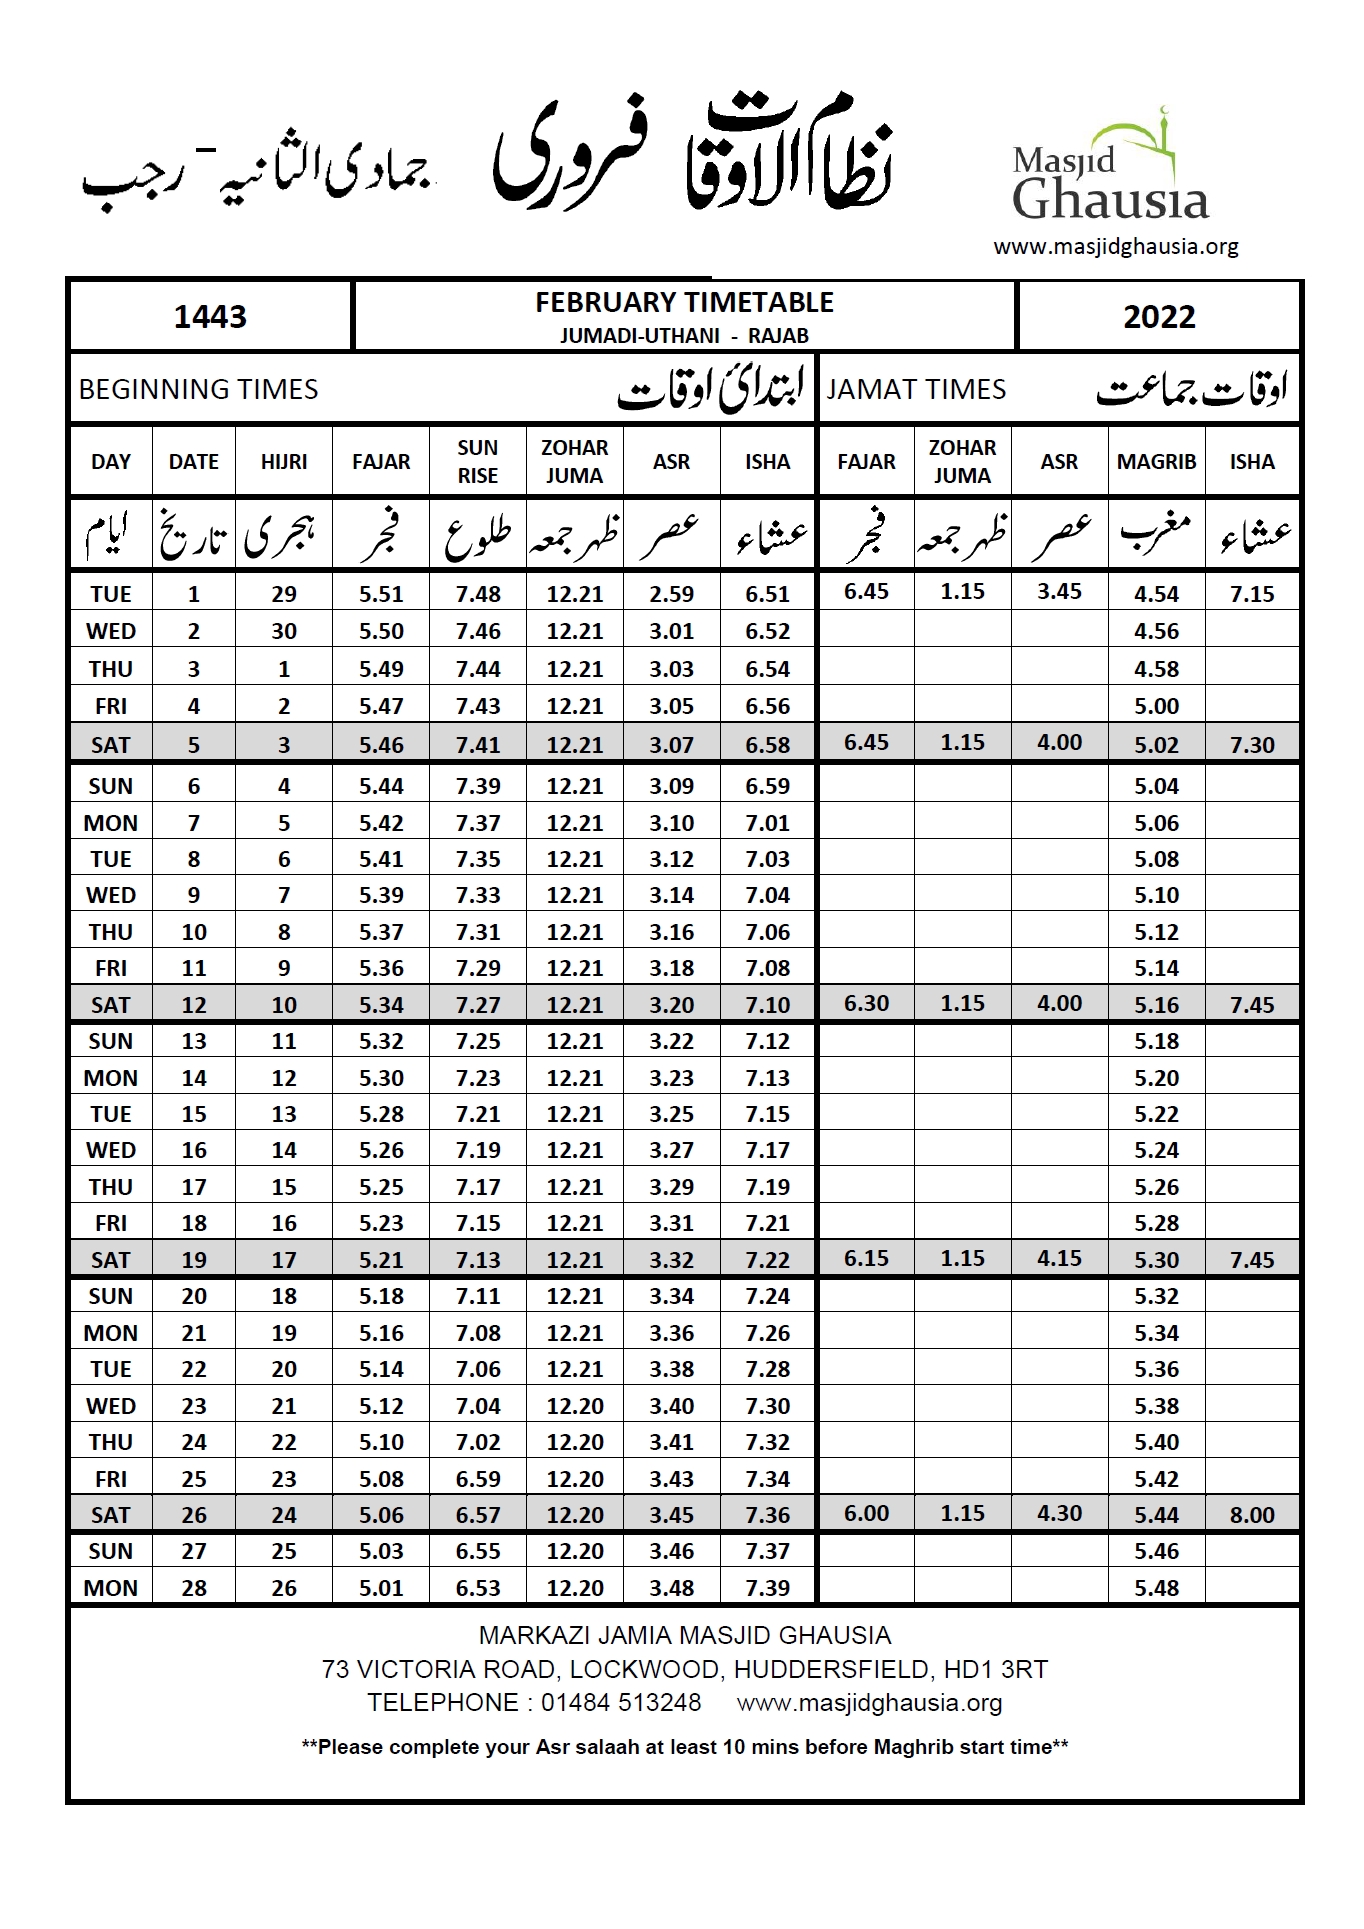 نظام الاوقات فروری جمادی الثانیہ - رجب
Masjid
Ghausia
www.masjidghausia.org
1443 FEBRUARY TIMETABLE 2022
JUMADI-UTHANI - RAJAB
BEGINNING TIMES ابتدائ اوقات JAMAT TIMES اوقات جماعت
DAY DATE HIJRI FAJAR SUN RISE ZOHAR JUMA ASR ISHA FAJAR ZOHAR JUMA ASR MAGRIB ISHA
ایام تاریخ ہجری فجر طلوع ظہر جمعہ عصر عشاء فجر ظہر جمعہ عصر مغرب عشاء
TUE 1 29 5.51 7.48 12.21 2.59 6.51 6.45 1.15 3.45 4.54 7.15
WED 2 30 5.50 7.46 12.21 3.01 6.52 4.56
THU 3 1 5.49 7.44 12.21 3.03 6.54 4.58
FRI 4 2 5.47 7.43 12.21 3.05 6.56 5.00
SAT 5 3 5.46 7.41 12.21 3.07 6.58 6.45 1.15 4.00 5.02 7.30
SUN 6 4 5.44 7.39 12.21 3.09 6.59 5.04
MON 7 5 5.42 7.37 12.21 3.10 7.01 5.06
TUE 8 6 5.41 7.35 12.21 3.12 7.03 5.08
WED 9 7 5.39 7.33 12.21 3.14 7.04 5.10
THU 10 8 5.37 7.31 12.21 3.16 7.06 5.12
FRI 11 9 5.36 7.29 12.21 3.18 7.08 5.14
SAT 12 10 5.34 7.27 12.21 3.20 7.10 6.30 1.15 4.00 5.16 7.45
SUN 13 11 5.32 7.25 12.21 3.22 7.12 5.18
MON 14 12 5.30 7.23 12.21 3.23 7.13 5.20
TUE 15 13 5.28 7.21 12.21 3.25 7.15 5.22
WED 16 14 5.26 7.19 12.21 3.27 7.17 5.24
THU 17 15 5.25 7.17 12.21 3.29 7.19 5.26
FRI 18 16 5.23 7.15 12.21 3.31 7.21 5.28
SAT 19 17 5.21 7.13 12.21 3.32 7.22 6.15 1.15 4.15 5.30 7.45
SUN 20 18 5.18 7.11 12.21 3.34 7.24 5.32
MON 21 19 5.16 7.08 12.21 3.36 7.26 5.34
TUE 22 20 5.14 7.06 12.21 3.38 7.28 5.36
WED 23 21 5.12 7.04 12.20 3.40 7.30 5.38
THU 24 22 5.10 7.02 12.20 3.41 7.32 5.40
FRI 25 23 5.08 6.59 12.20 3.43 7.34 5.42
SAT 26 24 5.06 6.57 12.20 3.45 7.36 6.00 1.15 4.30 5.44 8.00
SUN 27 25 5.03 6.55 12.20 3.46 7.37 5.46
MON 28 26 5.01 6.53 12.20 3.48 7.39 5.48
MARKAZI JAMIA MASJID GHAUSIA
73 VICTORIA ROAD, LOCKWOOD, HUDDERSFIELD, HD1 3RT
TELEPHONE : 01484 513248 www.masjidghausia.org
**Please complete your Asr salaah at least 10 mins before Maghrib start time**